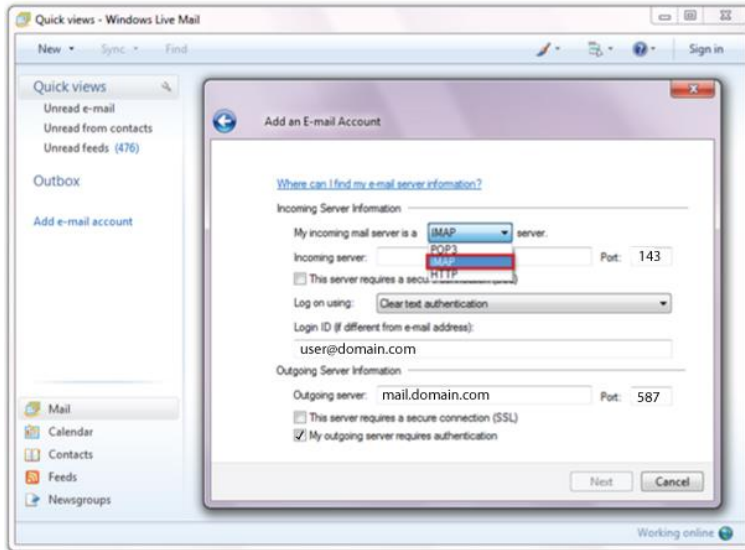 Quick views - Windows Live Mail
New Sync Find Sign in
Quick views
Unread e-mail
Unread from contacts
Unread feeds (476)
Outbox
Add e-mail account
Add an E-mail Account
Where can I find my e-mail server information?
Incoming Server Information
My incoming mail server is a IMAP server.
POP3
IMAP
HTTP
Incoming server: Port: 143
This server requires a secu (SSL)
Log on using: Clear text authentication
Login ID (if different from e-mail address):
user@domain.com
Outgoing Server Information
Outgoing server: mail.domain.com Port: 587
This server requires a secure connection (SSL)
My outgoing server requires authentication
Next Cancel
Mail
Calendar
Contacts
Feeds
Newsgroups
Working online